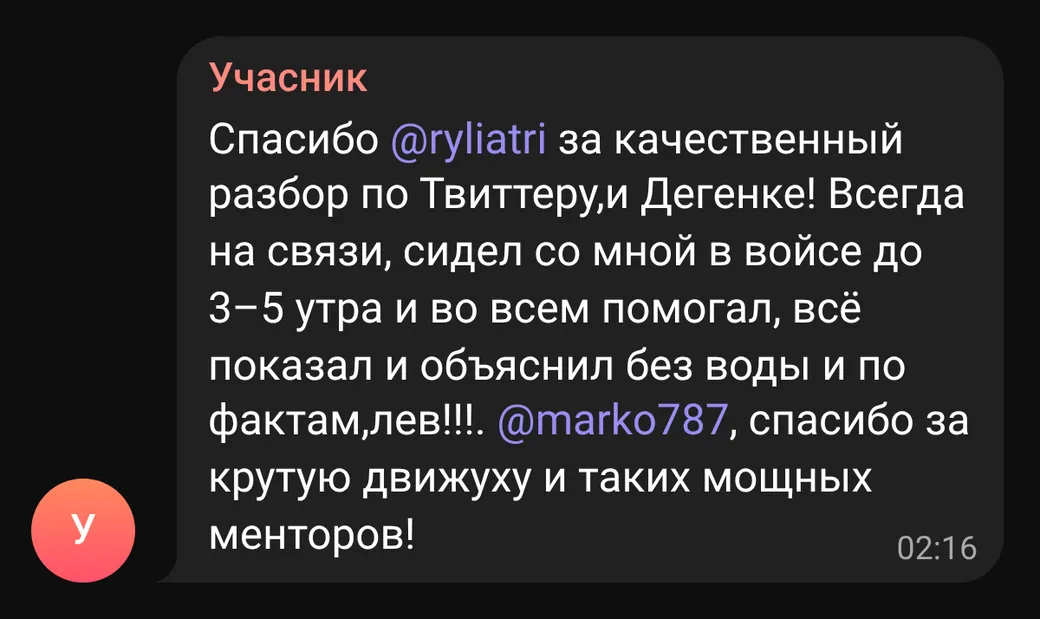 Учасник
Спасибо @ryliatri за качественный
разбор по Твиттеру,и Дегенке! Всегда
на связи, сидел со мной в войсе до
3–5 утра и во всем помогал, всё
показал и объяснил без воды и по
фактам,лев!!!. @marko787, спасибо за
крутую движуху и таких мощных
менторов!
У
02:16